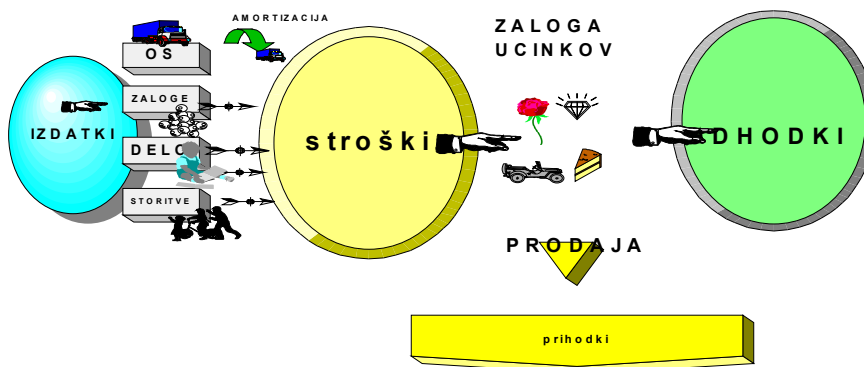 AMORTIZACIJA
OS
ZALOGE
IZDATKI
DELO
STORITVE
stroški
ZALOGA
UCINKOV
DHODKI
PRODAJA
prihodki